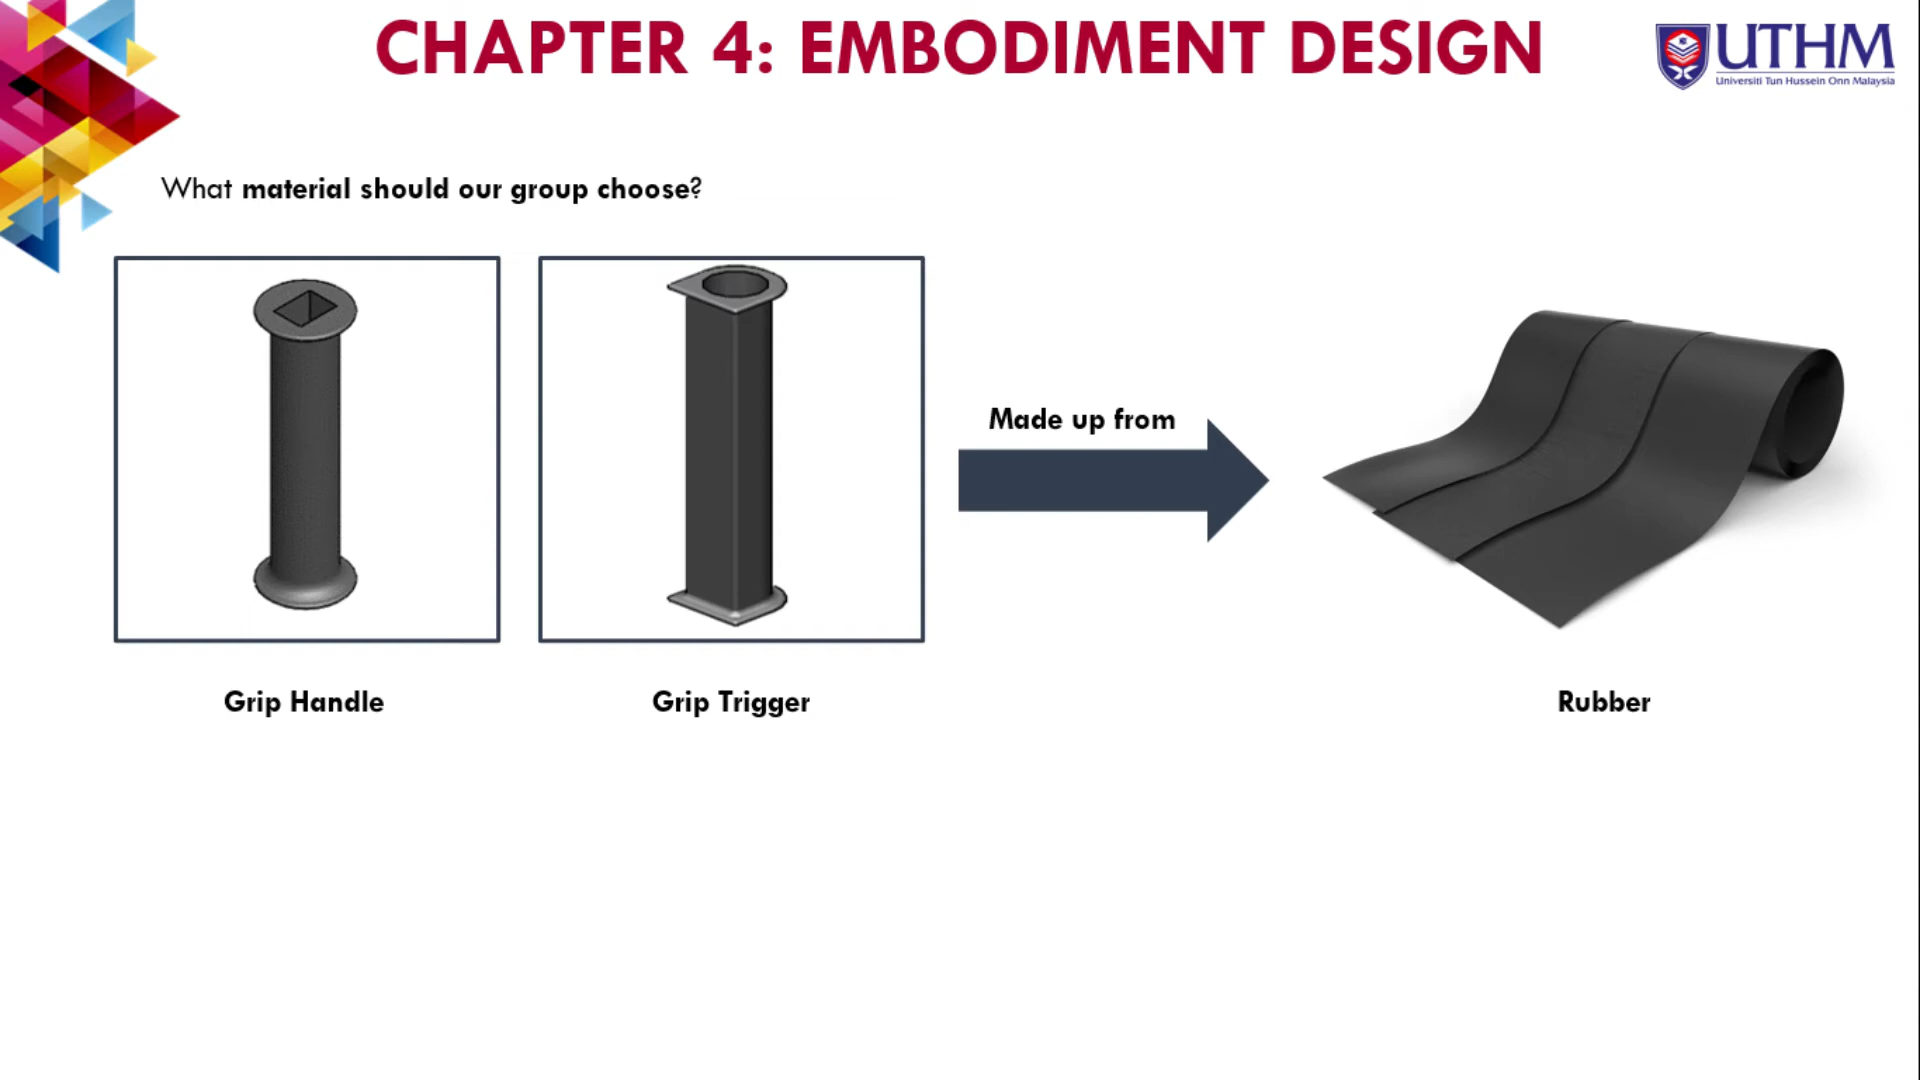 CHAPTER 4: EMBODIMENT DESIGN
UTHM
Universiti Tun Hussein Onn Malaysia
What material should our group choose?
Made up from
Grip Handle
Grip Trigger
Rubber